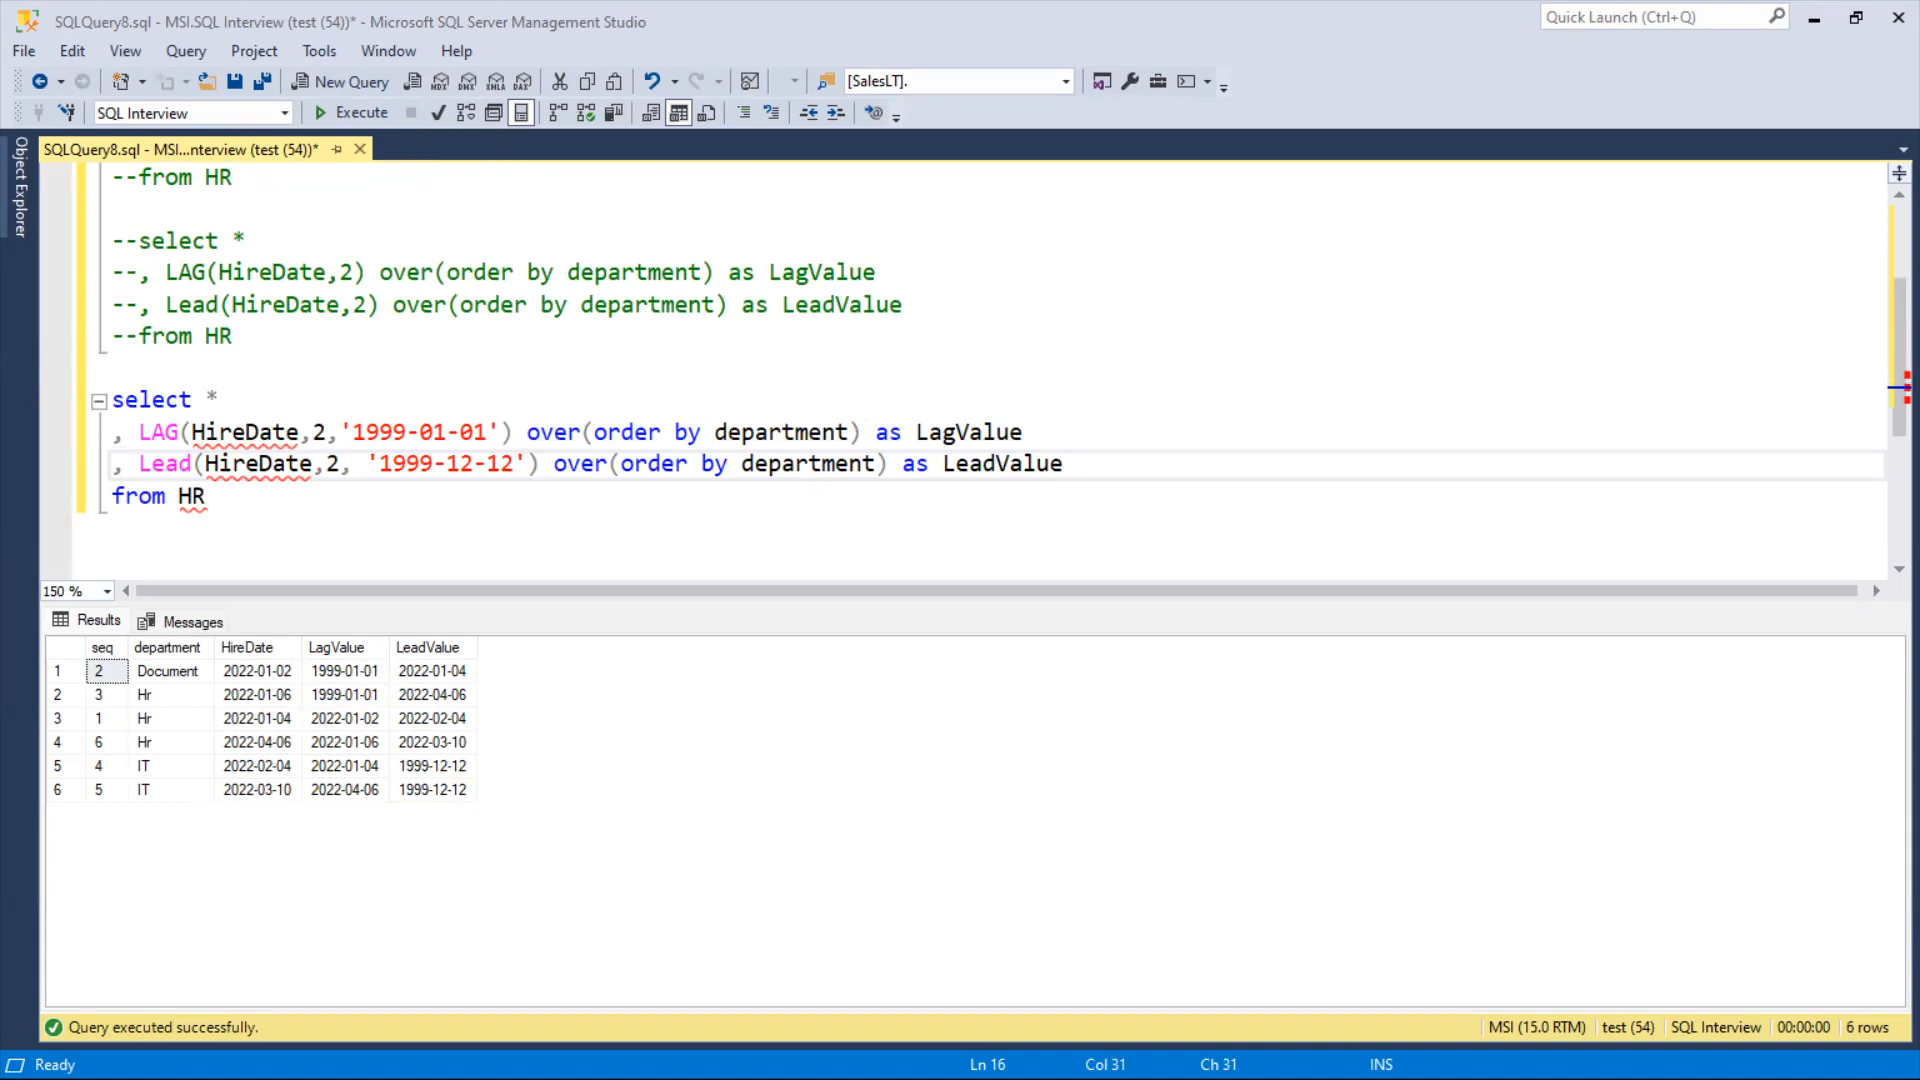 SQLQuery8.sql - MSI.SQL Interview (test (54))* - Microsoft SQL Server Management Studio
Quick Launch (Ctrl+Q)
File Edit View Query Project Tools Window Help
New Query MDX DMX XMLA DAX [SalesLT].
SQL Interview Execute
Object Explorer
SQLQuery8.sql - MSI...nterview (test (54))*
--from HR
--select *
--, LAG(HireDate,2) over(order by department) as LagValue
--, Lead(HireDate,2) over(order by department) as LeadValue
--from HR
select *
, LAG(HireDate,2,'1999-01-01') over(order by department) as LagValue
, Lead(HireDate,2, '1999-12-12') over(order by department) as LeadValue
from HR
150 %
Results Messages
seq department HireDate LagValue LeadValue
1 2 Document 2022-01-02 1999-01-01 2022-01-04
2 3 Hr 2022-01-06 1999-01-01 2022-04-06
3 1 Hr 2022-01-04 2022-01-02 2022-02-04
4 6 Hr 2022-04-06 2022-01-06 2022-03-10
5 4 IT 2022-02-04 2022-01-04 1999-12-12
6 5 IT 2022-03-10 2022-04-06 1999-12-12
Query executed successfully. MSI (15.0 RTM) test (54) SQL Interview 00:00:00 6 rows
Ready Ln 16 Col 31 Ch 31 INS